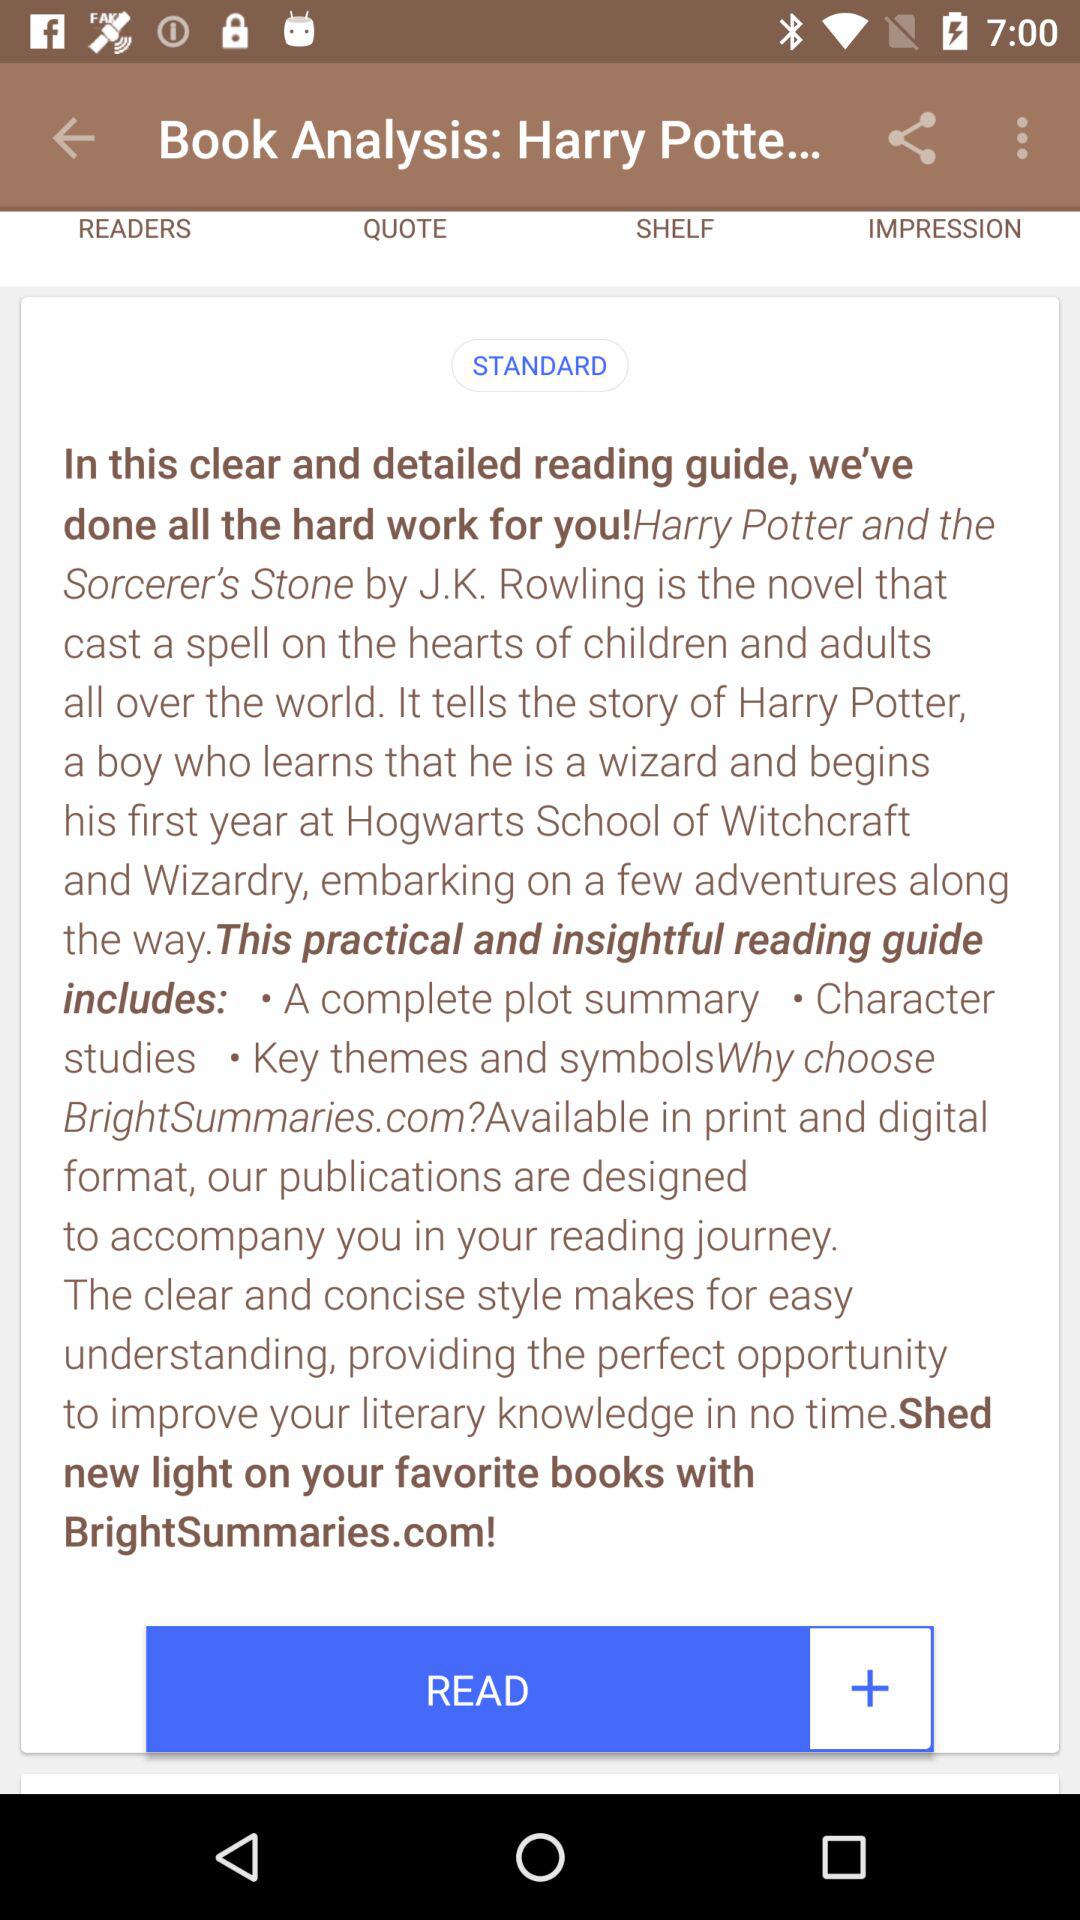 FAKE
7:00
Book Analysis: Harry Potte...
READERS QUOTE SHELF IMPRESSION
STANDARD
In this clear and detailed reading guide, we’ve
done all the hard work for you!Harry Potter and the
Sorcerer’s Stone by J.K. Rowling is the novel that
cast a spell on the hearts of children and adults
all over the world. It tells the story of Harry Potter,
a boy who learns that he is a wizard and begins
his first year at Hogwarts School of Witchcraft
and Wizardry, embarking on a few adventures along
the way.This practical and insightful reading guide
includes: • A complete plot summary • Character
studies • Key themes and symbolsWhy choose
BrightSummaries.com?Available in print and digital
format, our publications are designed
to accompany you in your reading journey.
The clear and concise style makes for easy
understanding, providing the perfect opportunity
to improve your literary knowledge in no time.Shed
new light on your favorite books with
BrightSummaries.com!
READ +